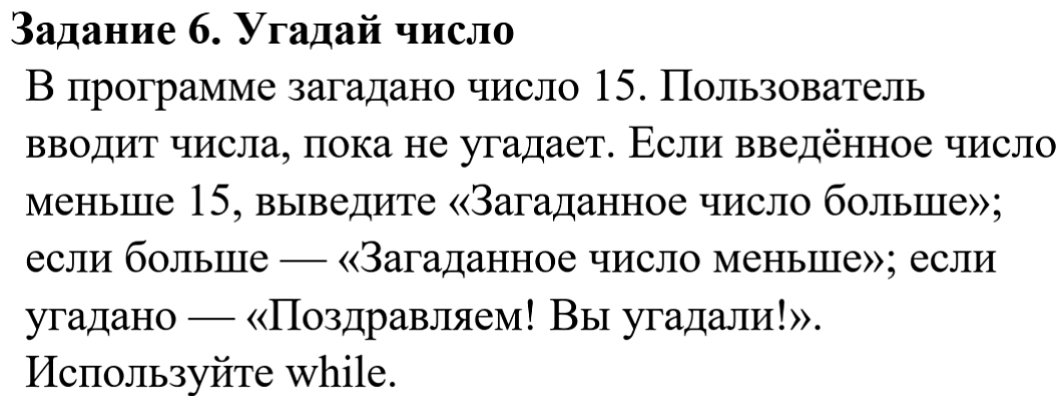 Задание 6. Угадай число
В программе загадано число 15. Пользователь
вводит числа, пока не угадает. Если введённое число
меньше 15, выведите «Загаданное число больше»;
если больше — «Загаданное число меньше»; если
угадано — «Поздравляем! Вы угадали!».
Используйте while.